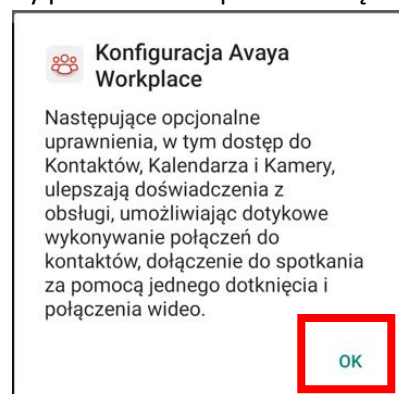 Konfiguracja Avaya
Workplace
Następujące opcjonalne
uprawnienia, w tym dostęp do
Kontaktów, Kalendarza i Kamery,
ulepszają doświadczenia z
obsługi, umożliwiając dotykowe
wykonywanie połączeń do
kontaktów, dołączenie do spotkania
za pomocą jednego dotknięcia i
połączenia wideo.
OK